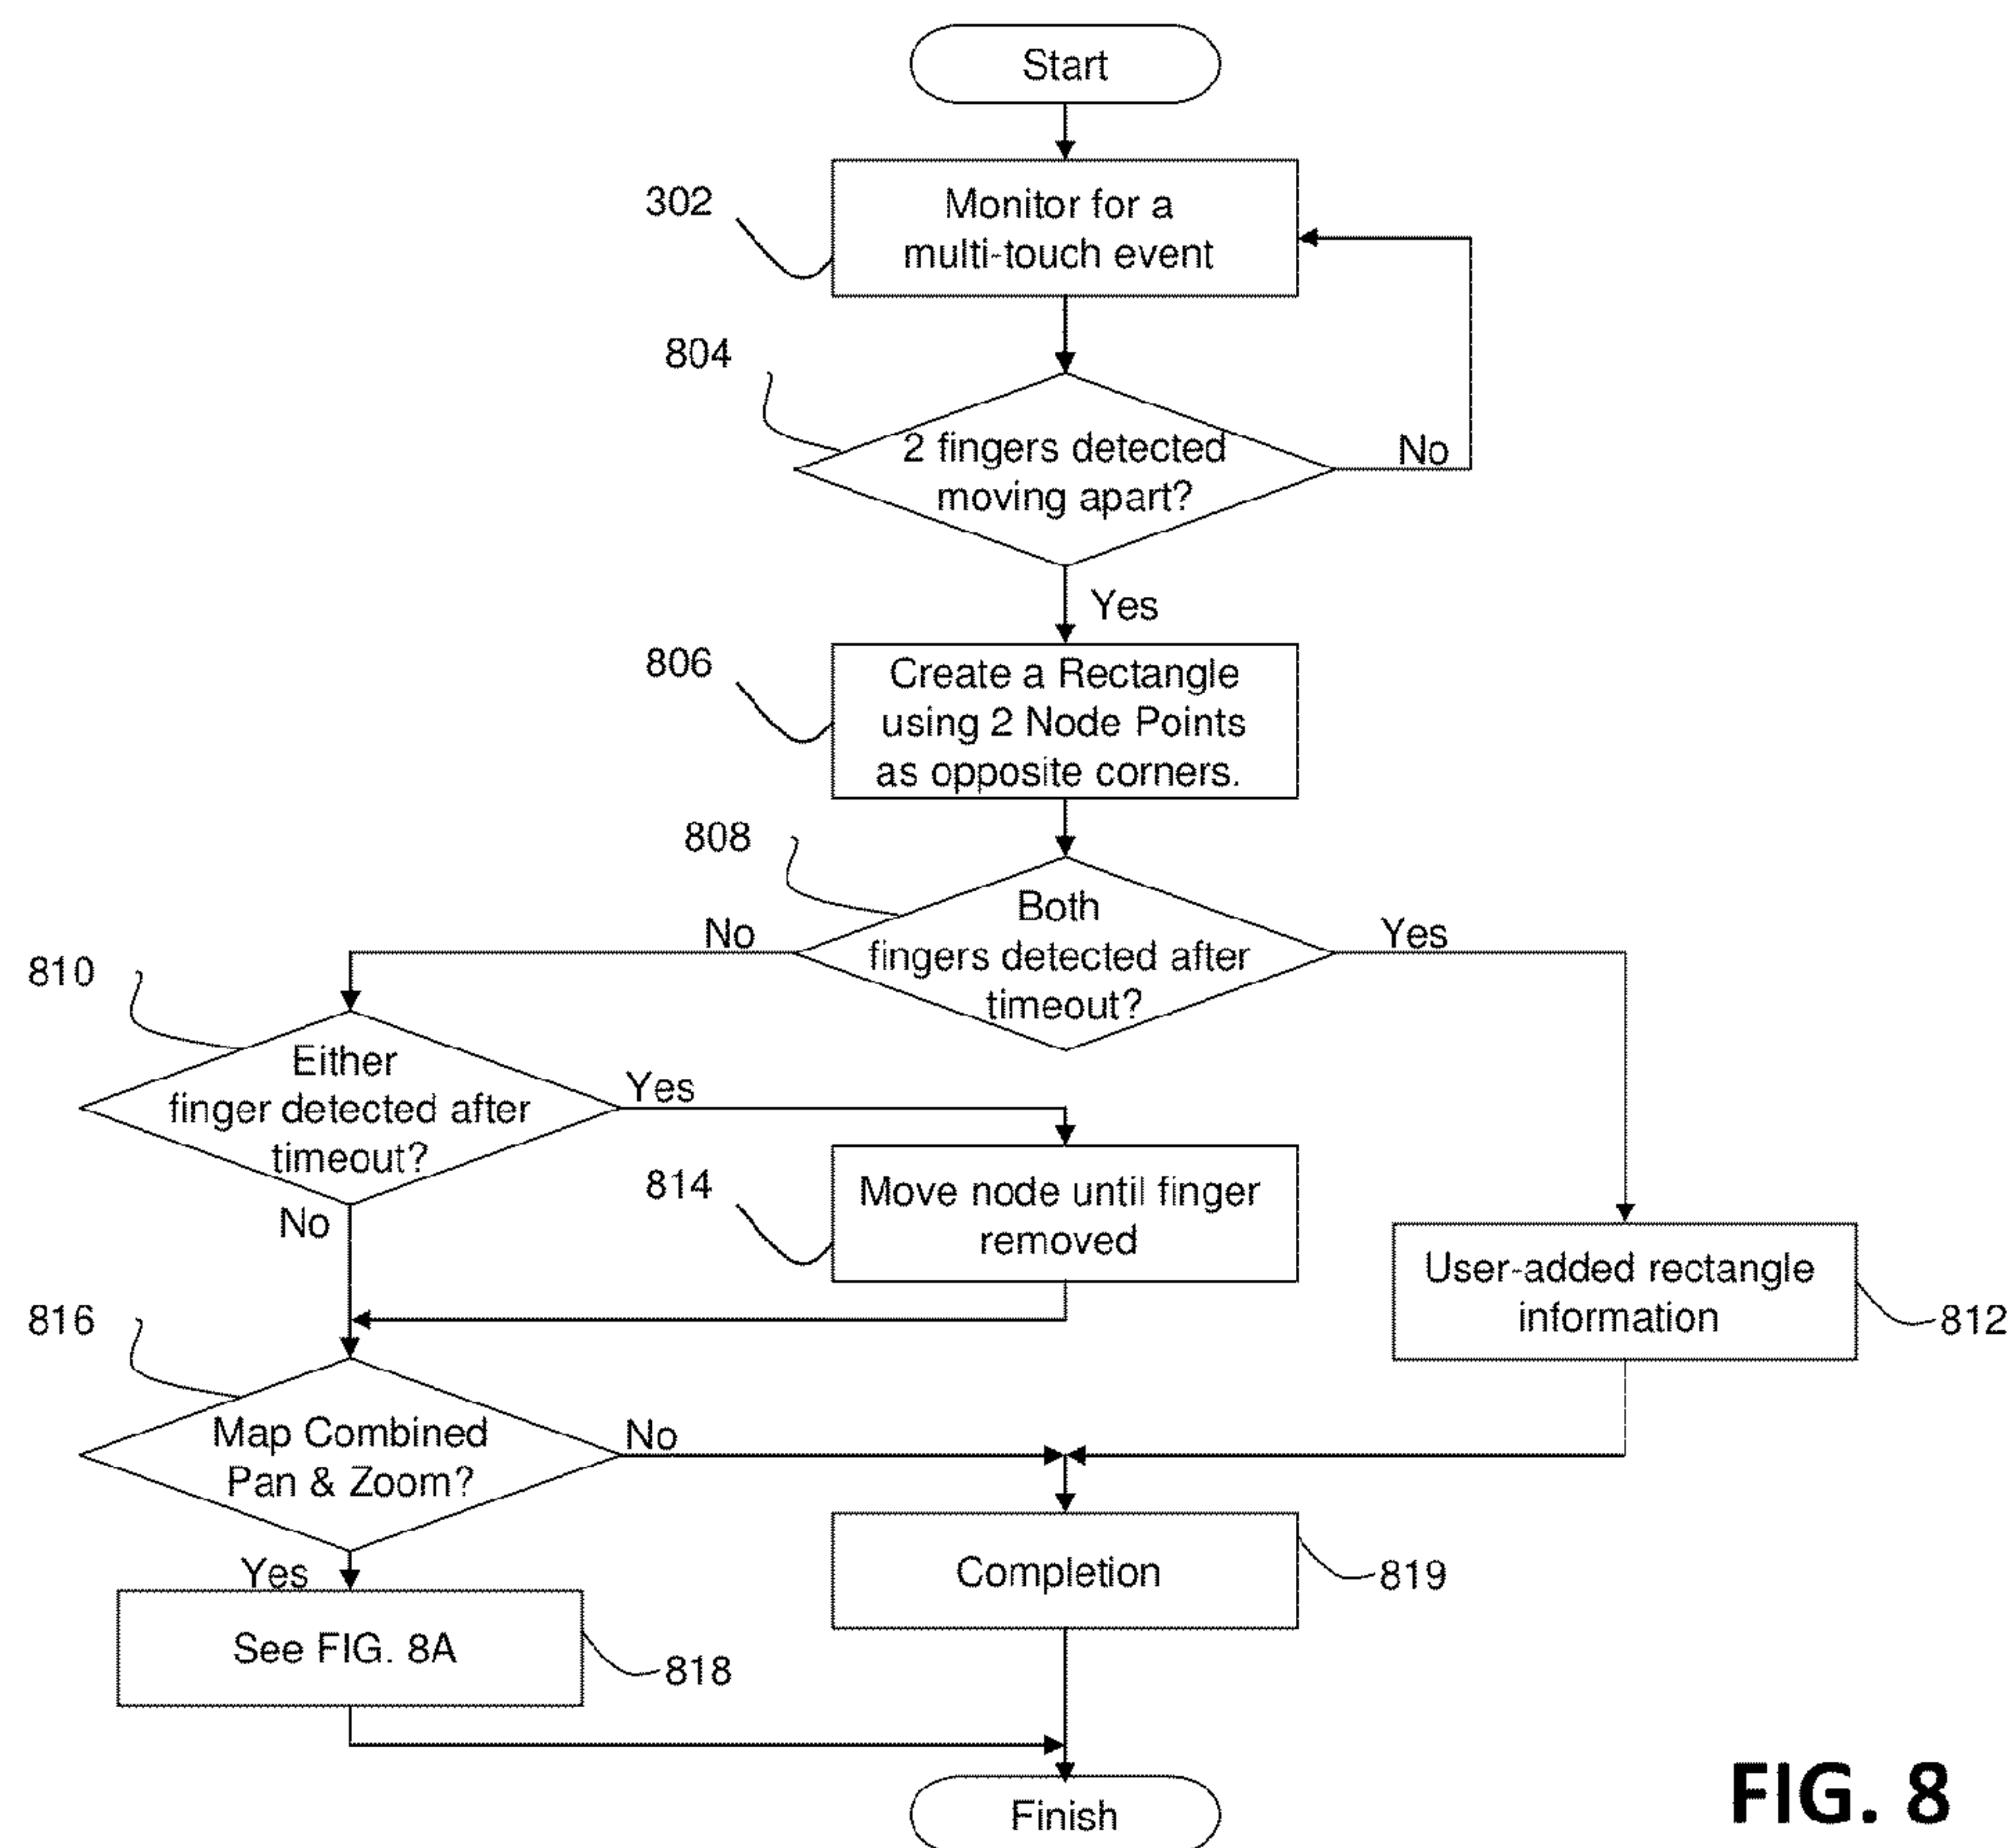 Start
302
Monitor for a
multi-touch event
804
2 fingers detected
moving apart?
No
Yes
806
Create a Rectangle
using 2 Node Points
as opposite corners.
808
Both
fingers detected after
timeout?
No
Yes
810
Either
finger detected after
timeout?
Yes
No
814
Move node until finger
removed
User-added rectangle
information
812
816
Map Combined
Pan & Zoom?
No
Yes
Completion
819
See FIG. 8A
818
Finish
FIG. 8